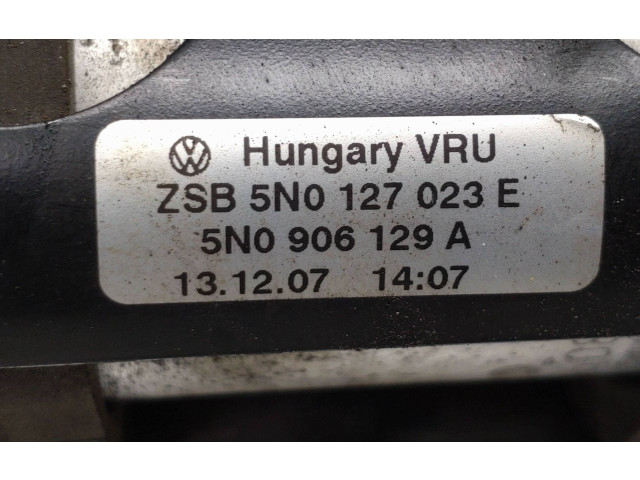 Hungary VRU
ZSB 5N0 127 023 E
5N0 906 129 A
13.12.07 14:07